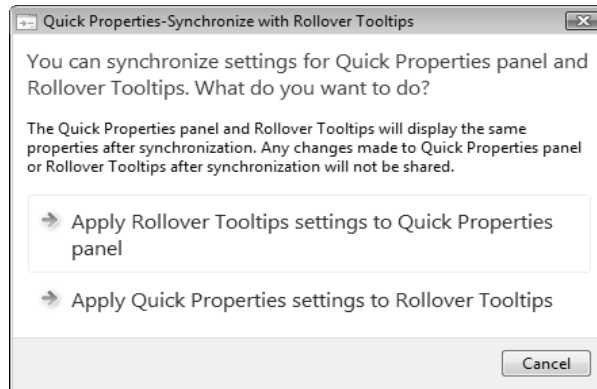 Quick Properties-Synchronize with Rollover Tooltips
You can synchronize settings for Quick Properties panel and
Rollover Tooltips. What do you want to do?
The Quick Properties panel and Rollover Tooltips will display the same
properties after synchronization. Any changes made to Quick Properties panel
or Rollover Tooltips after synchronization will not be shared.
Apply Rollover Tooltips settings to Quick Properties
panel
Apply Quick Properties settings to Rollover Tooltips
Cancel